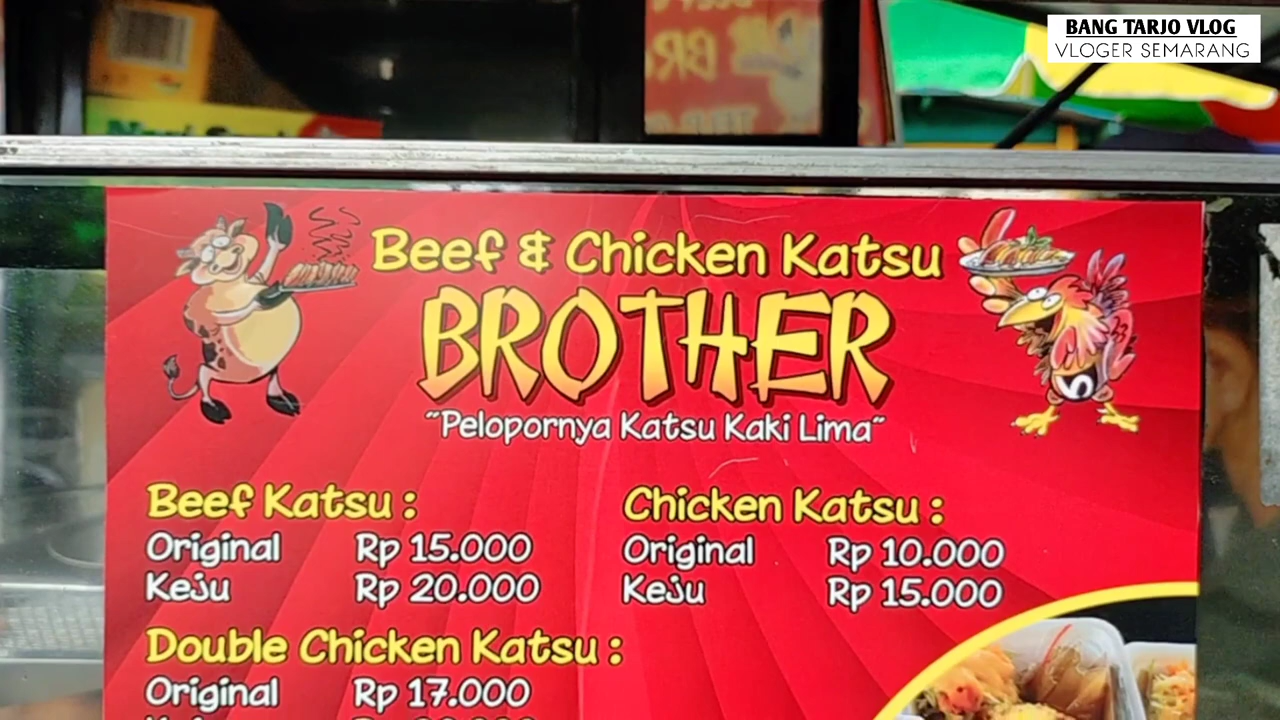 BANG TARJO VLOG
VLOGER SEMARANG
Beef & Chicken Katsu
BROTHER
"Pelopornya Katsu Kaki Lima"
Beef Katsu :
Original Rp 15.000
Keju Rp 20.000
Chicken Katsu :
Original Rp 10.000
Keju Rp 15.000
Double Chicken Katsu :
Original Rp 17.000